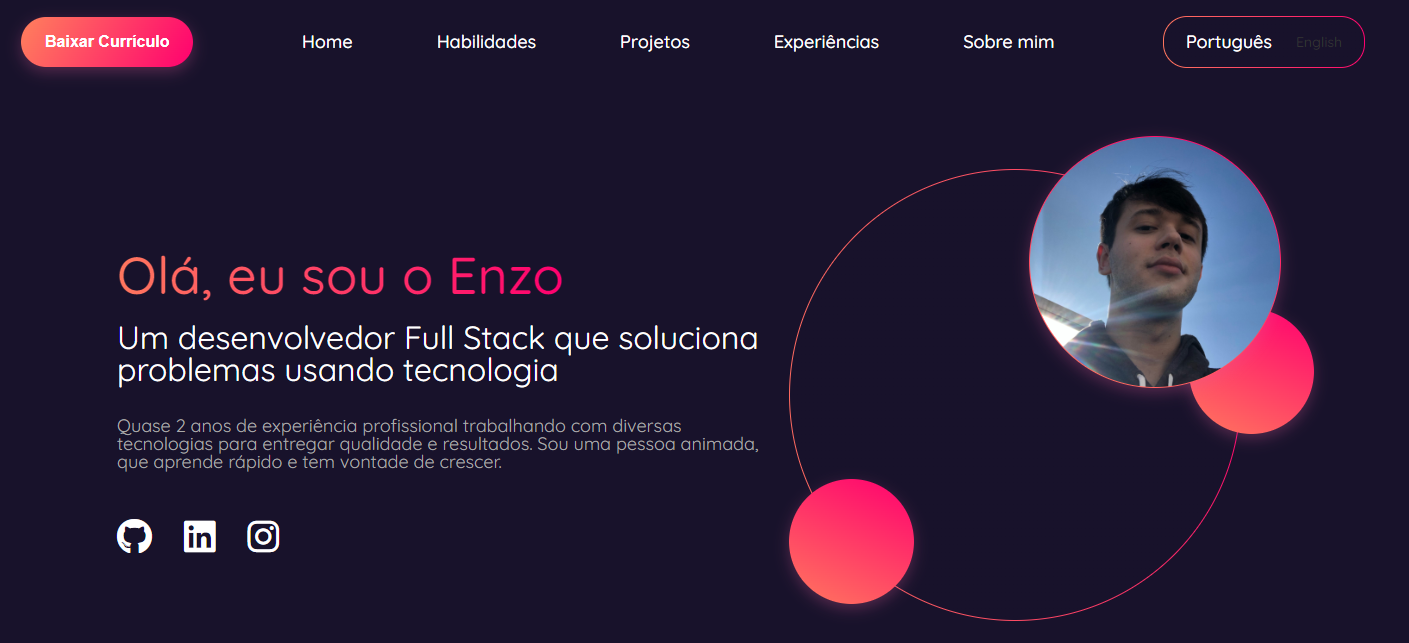 Baixar Currículo
Home
Habilidades
Projetos
Experiências
Sobre mim
Português
English
Olá, eu sou o Enzo
Um desenvolvedor Full Stack que soluciona
problemas usando tecnologia
Quase 2 anos de experiência profissional trabalhando com diversas
tecnologias para entregar qualidade e resultados. Sou uma pessoa animada,
que aprende rápido e tem vontade de crescer.
in